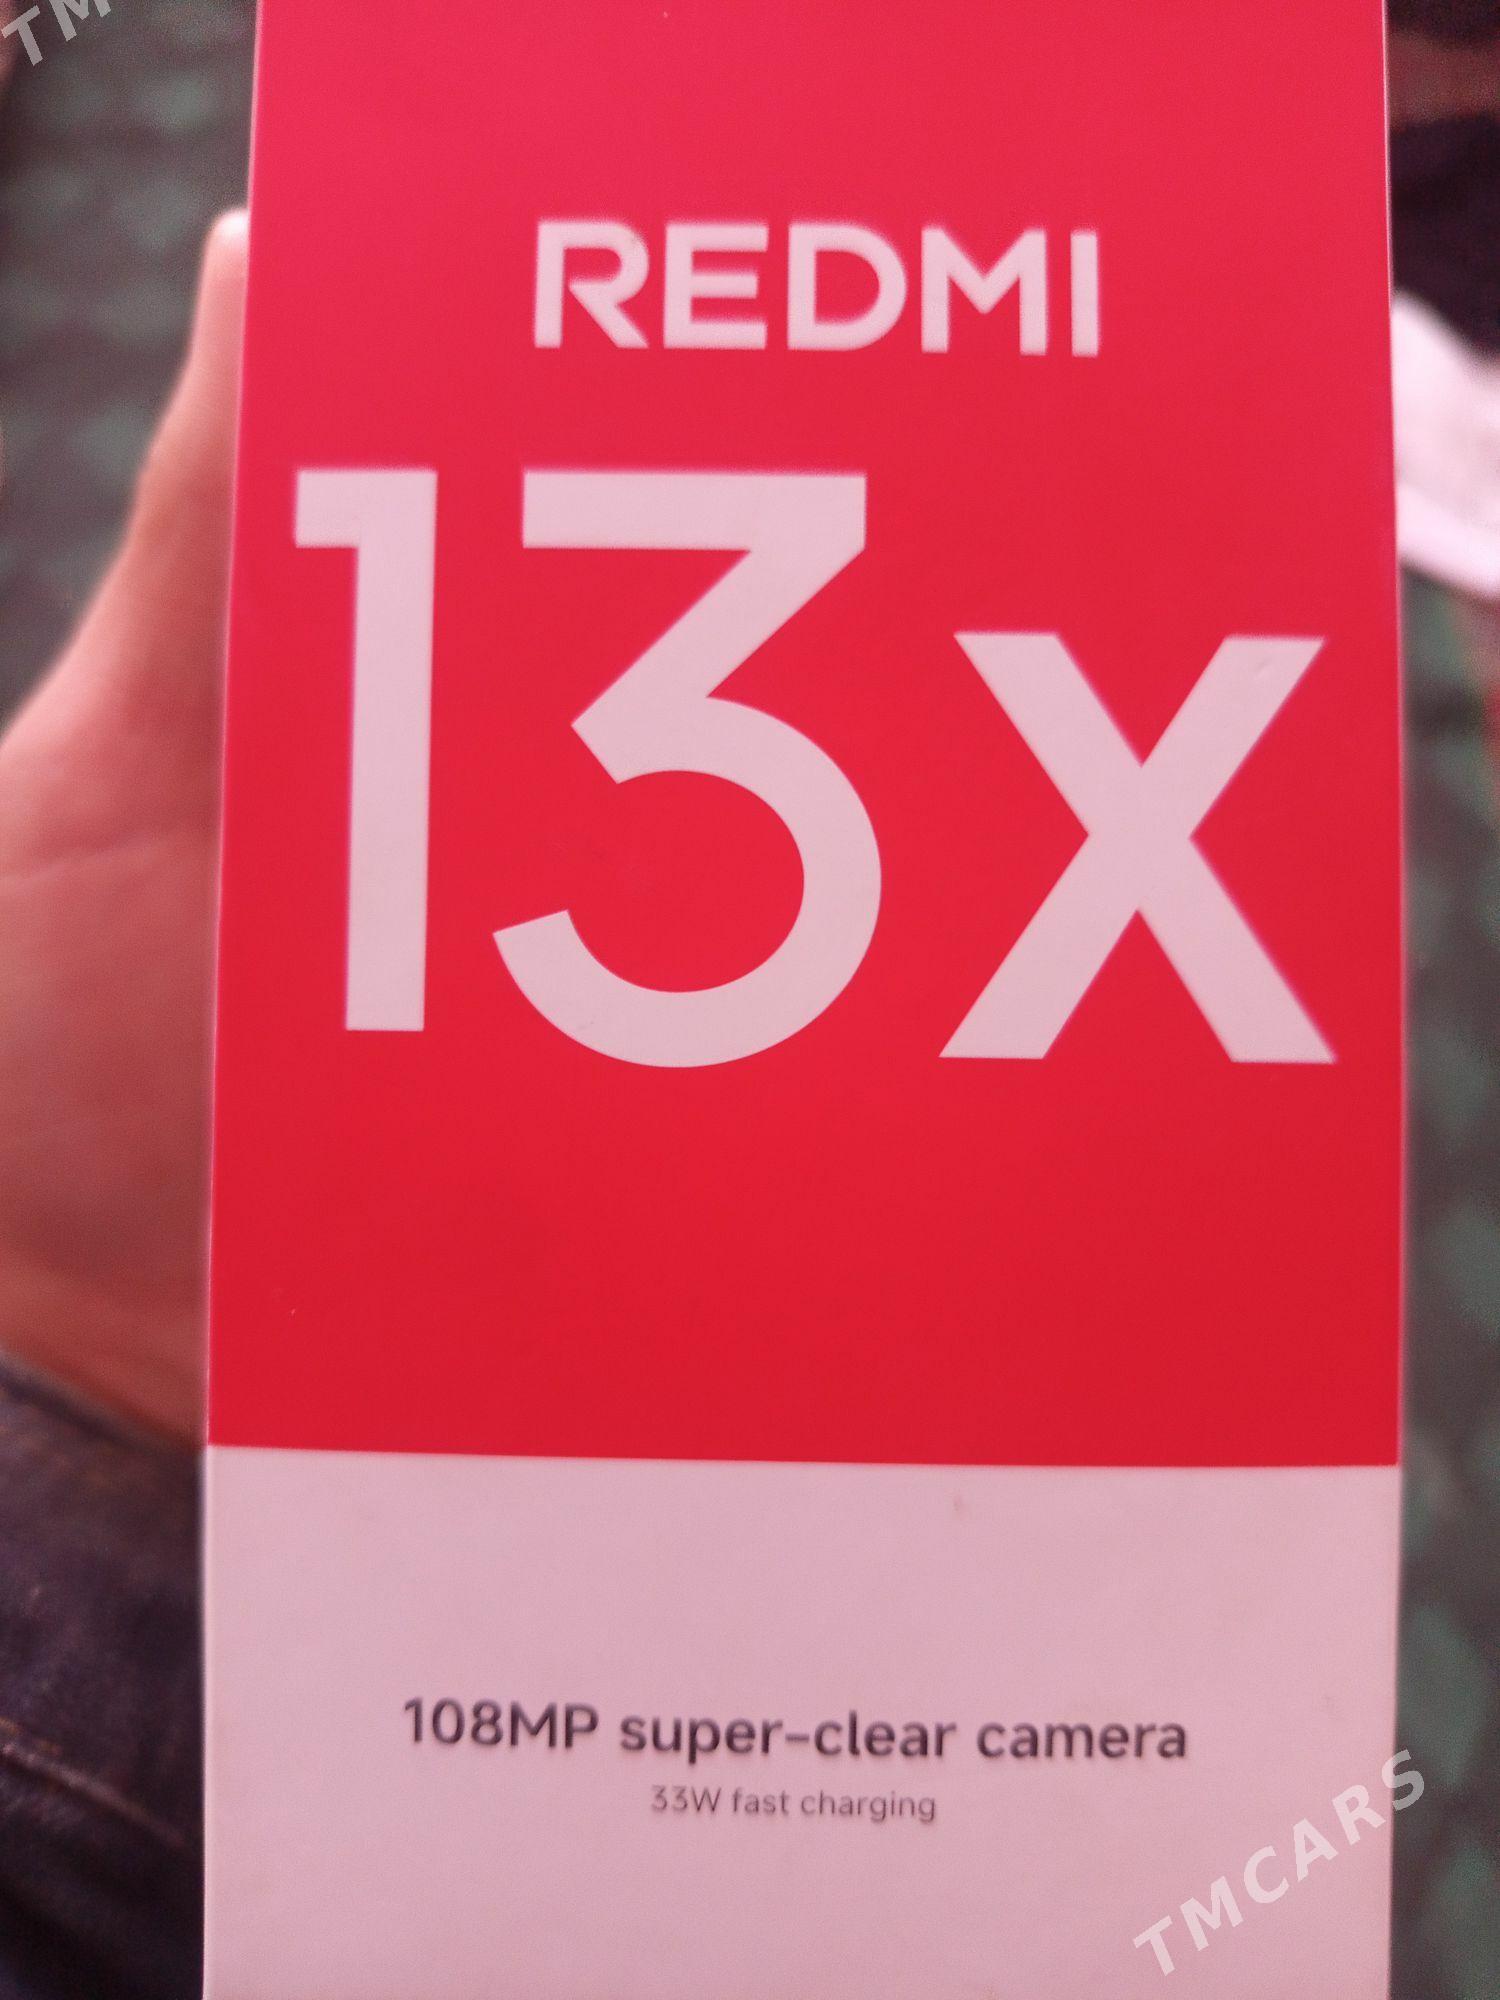 TM
REDMI
13x
108MP super-clear camera
33W fast charging
TMCARS